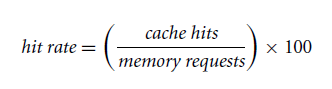 hit rate = ( cache hits / memory requests ) × 100